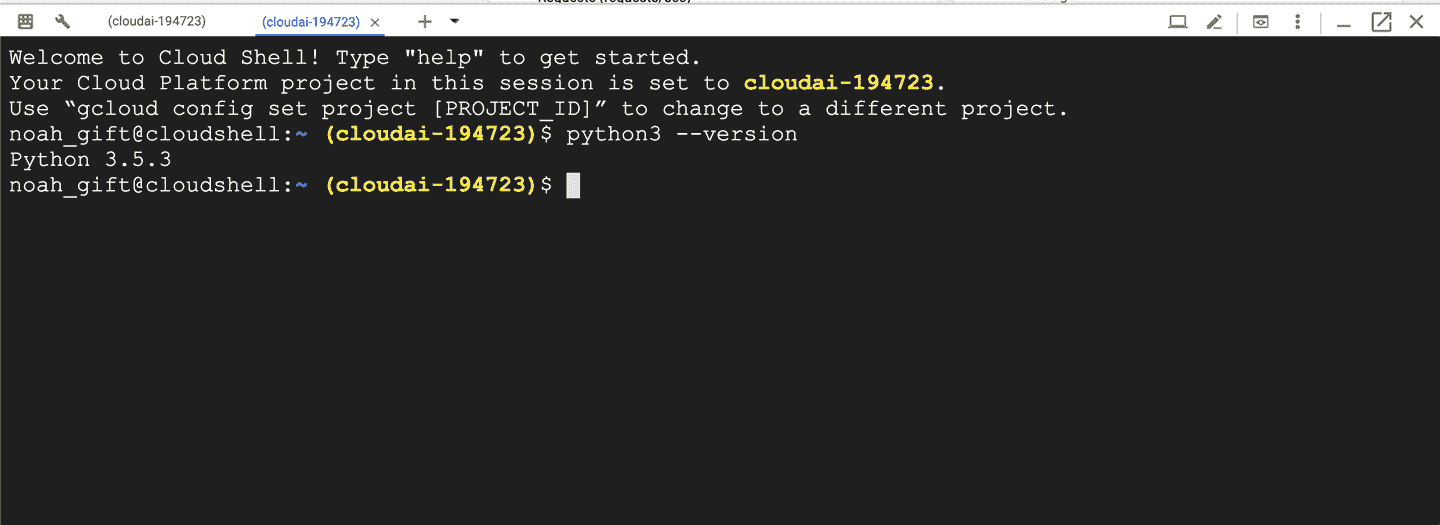 (cloudai-194723) (cloudai-194723)
Welcome to Cloud Shell! Type "help" to get started.
Your Cloud Platform project in this session is set to cloudai-194723.
Use “gcloud config set project [PROJECT_ID]” to change to a different project.
noah_gift@cloudshell:~ (cloudai-194723)$ python3 --version
Python 3.5.3
noah_gift@cloudshell:~ (cloudai-194723)$